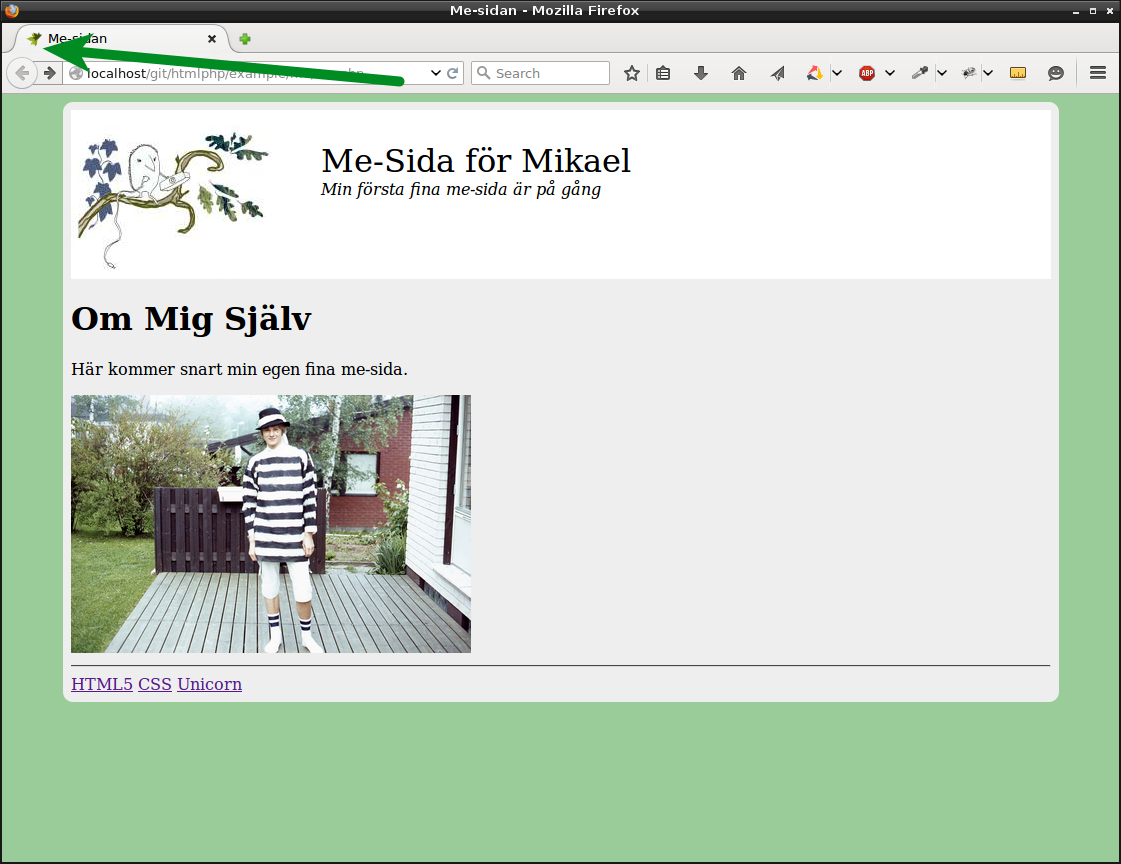 Me-sidan - Mozilla Firefox
Me-sidan
localhost/git/htmlphp/example/
Search
ABP
Me-Sida för Mikael
Min första fina me-sida är på gång
Om Mig Själv
Här kommer snart min egen fina me-sida.
HTML5 CSS Unicorn